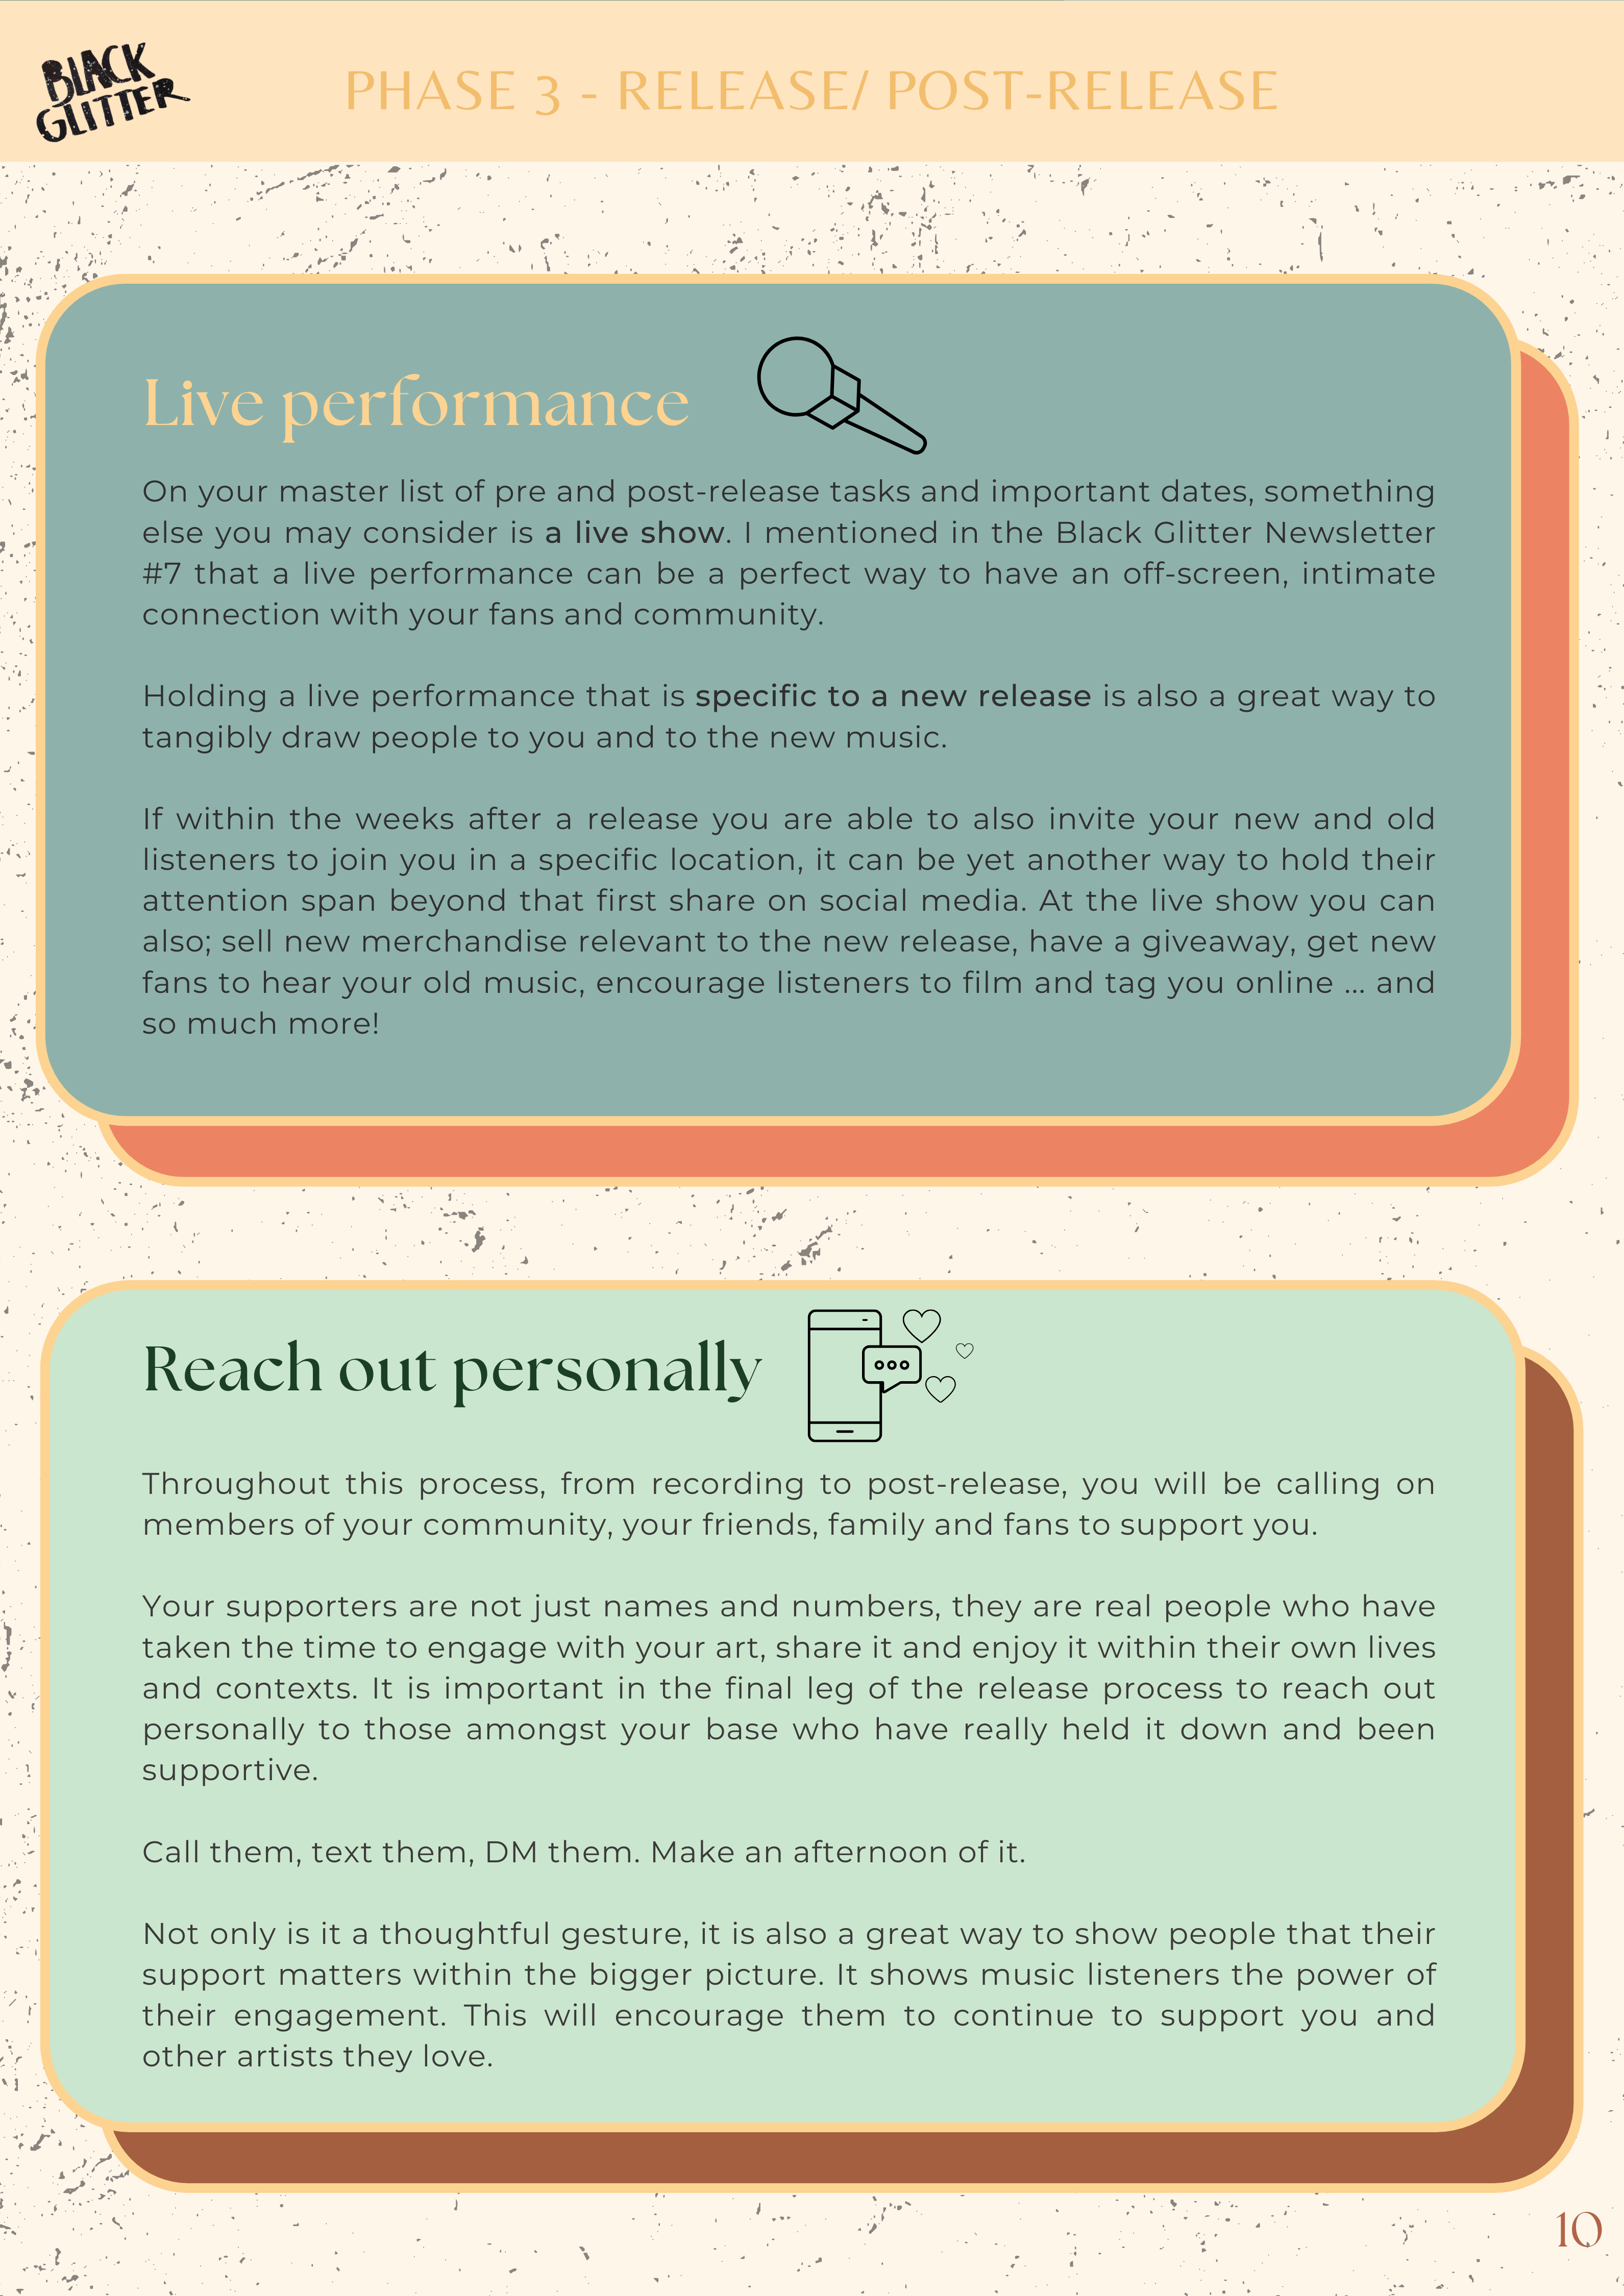 BLACK
GLITTER
PHASE 3 - RELEASE/ POST-RELEASE
Live performance
On your master list of pre and post-release tasks and important dates, something
else you may consider is a live show. I mentioned in the Black Glitter Newsletter
#7 that a live performance can be a perfect way to have an off-screen, intimate
connection with your fans and community.
Holding a live performance that is specific to a new release is also a great way to
tangibly draw people to you and to the new music.
If within the weeks after a release you are able to also invite your new and old
listeners to join you in a specific location, it can be yet another way to hold their
attention span beyond that first share on social media. At the live show you can
also; sell new merchandise relevant to the new release, have a giveaway, get new
fans to hear your old music, encourage listeners to film and tag you online ... and
so much more!
Reach out personally
Throughout this process, from recording to post-release, you will be calling on
members of your community, your friends, family and fans to support you.
Your supporters are not just names and numbers, they are real people who have
taken the time to engage with your art, share it and enjoy it within their own lives
and contexts. It is important in the final leg of the release process to reach out
personally to those amongst your base who have really held it down and been
supportive.
Call them, text them, DM them. Make an afternoon of it.
Not only is it a thoughtful gesture, it is also a great way to show people that their
support matters within the bigger picture. It shows music listeners the power of
their engagement. This will encourage them to continue to support you and
other artists they love.
10